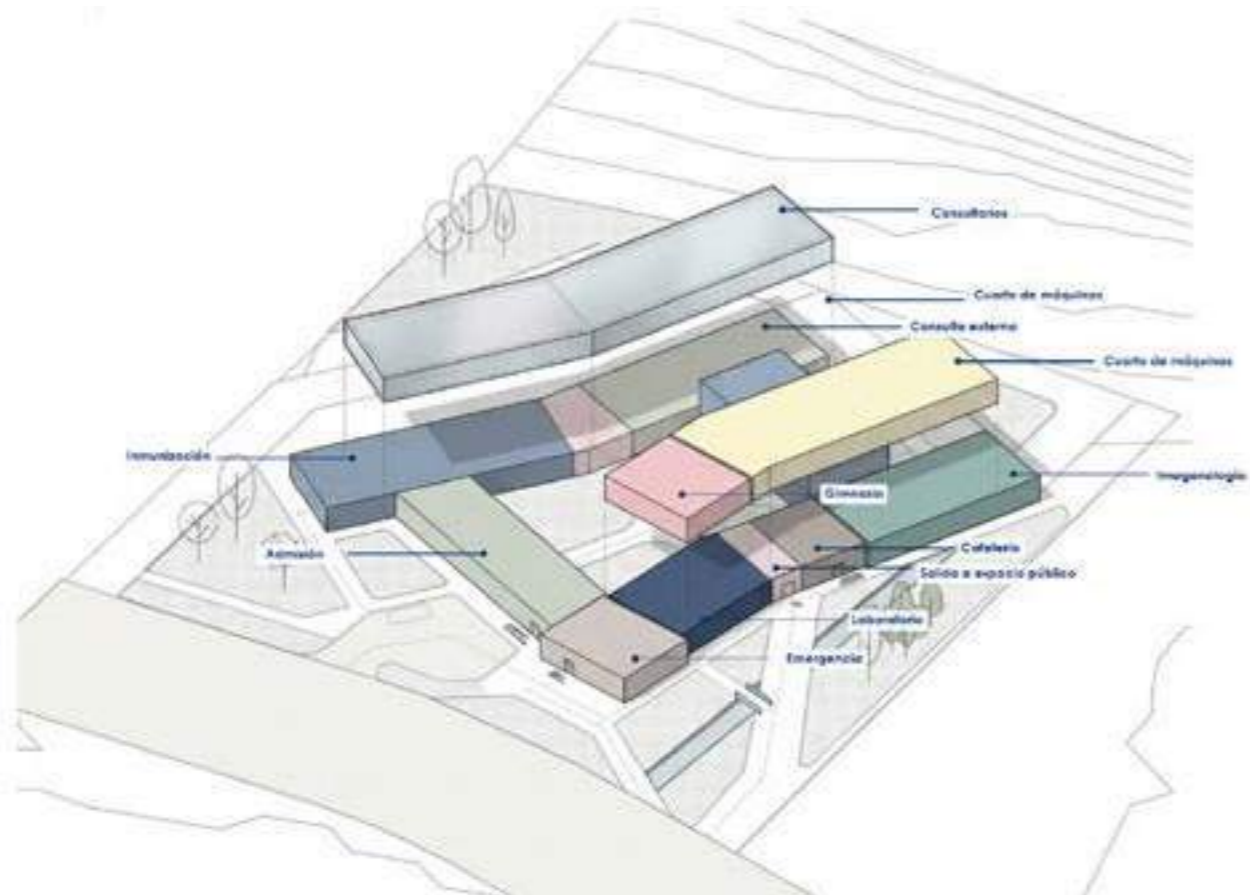 Consultorios
Cuarto de máquinas
Consulta externa
Cuarto de máquinas
Inmunización
Imagenología
Gimnasio
Admisión
Cafetería
Salida a espacio público
Laboratorio
Emergencia